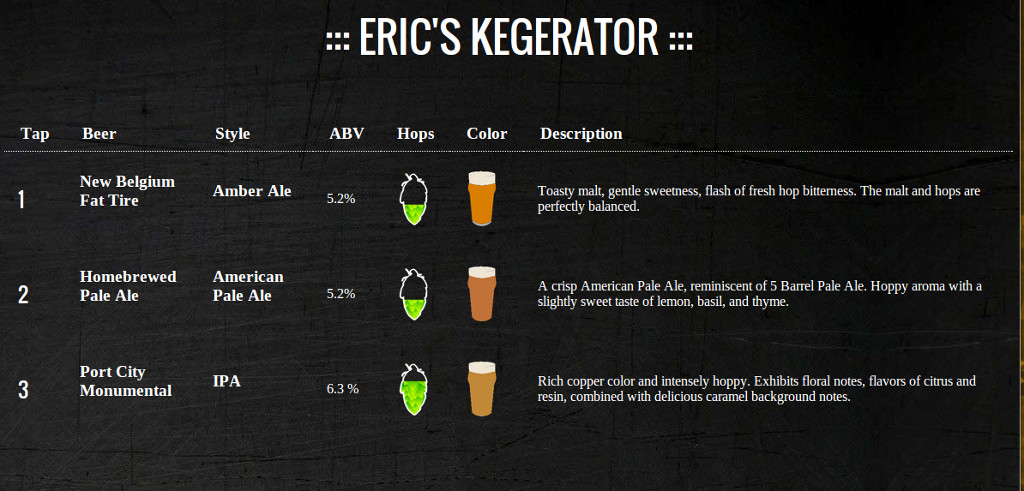 ::: ERIC'S KEGERATOR :::
Tap Beer Style ABV Hops Color Description
1
New Belgium
Fat Tire
Amber Ale
5.2%
Toasty malt, gentle sweetness, flash of fresh hop bitterness. The malt and hops are
perfectly balanced.
2
Homebrewed
Pale Ale
American
Pale Ale
5.2%
A crisp American Pale Ale, reminiscent of 5 Barrel Pale Ale. Hoppy aroma with a
slightly sweet taste of lemon, basil, and thyme.
3
Port City
Monumental
IPA
6.3 %
Rich copper color and intensely hoppy. Exhibits floral notes, flavors of citrus and
resin, combined with delicious caramel background notes.